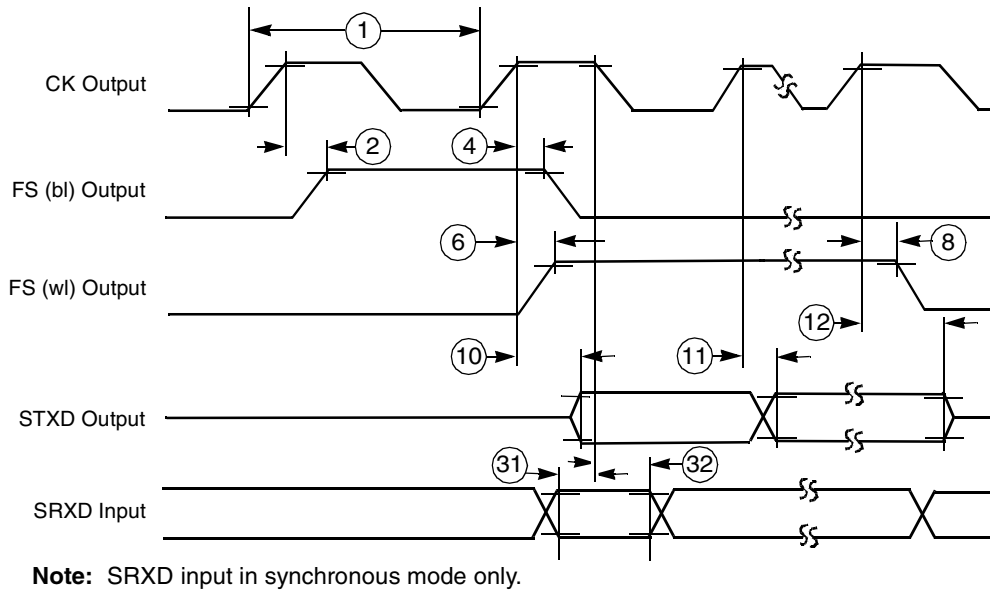 1
CK Output
2
4
FS (bl) Output
6
8
FS (wl) Output
12
10
11
STXD Output
31
32
SRXD Input
Note: SRXD input in synchronous mode only.